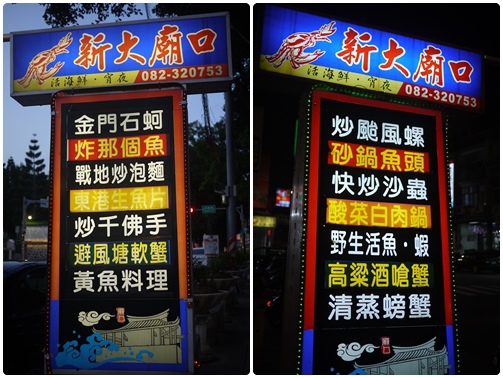 新大廟口
活海鮮·宵夜
082-320753
金門石蚵
炸那個魚
戰地炒泡麵
東港生魚片
炒千佛手
避風塘軟蟹
黃魚料理
新大廟口
活海鮮·宵夜
082-320753
炒颱風螺
砂鍋魚頭
快炒沙蟲
酸菜白肉鍋
野生活魚·蝦
高粱酒嗆蟹
清蒸螃蟹